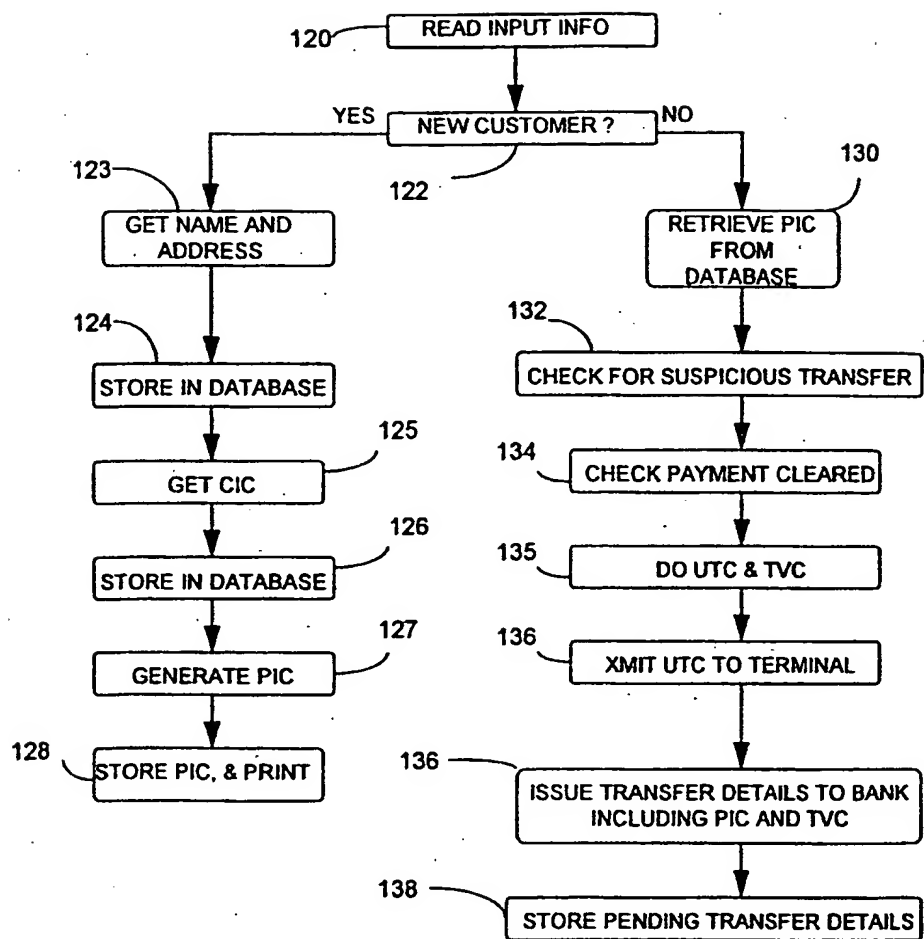 120
READ INPUT INFO
YES
NEW CUSTOMER ?
NO
122
123
GET NAME AND
ADDRESS
124
STORE IN DATABASE
125
GET CIC
126
STORE IN DATABASE
127
GENERATE PIC
128
STORE PIC, & PRINT
130
RETRIEVE PIC
FROM
DATABASE
132
CHECK FOR SUSPICIOUS TRANSFER
134
CHECK PAYMENT CLEARED
135
DO UTC & TVC
136
XMIT UTC TO TERMINAL
136
ISSUE TRANSFER DETAILS TO BANK
INCLUDING PIC AND TVC
138
STORE PENDING TRANSFER DETAILS